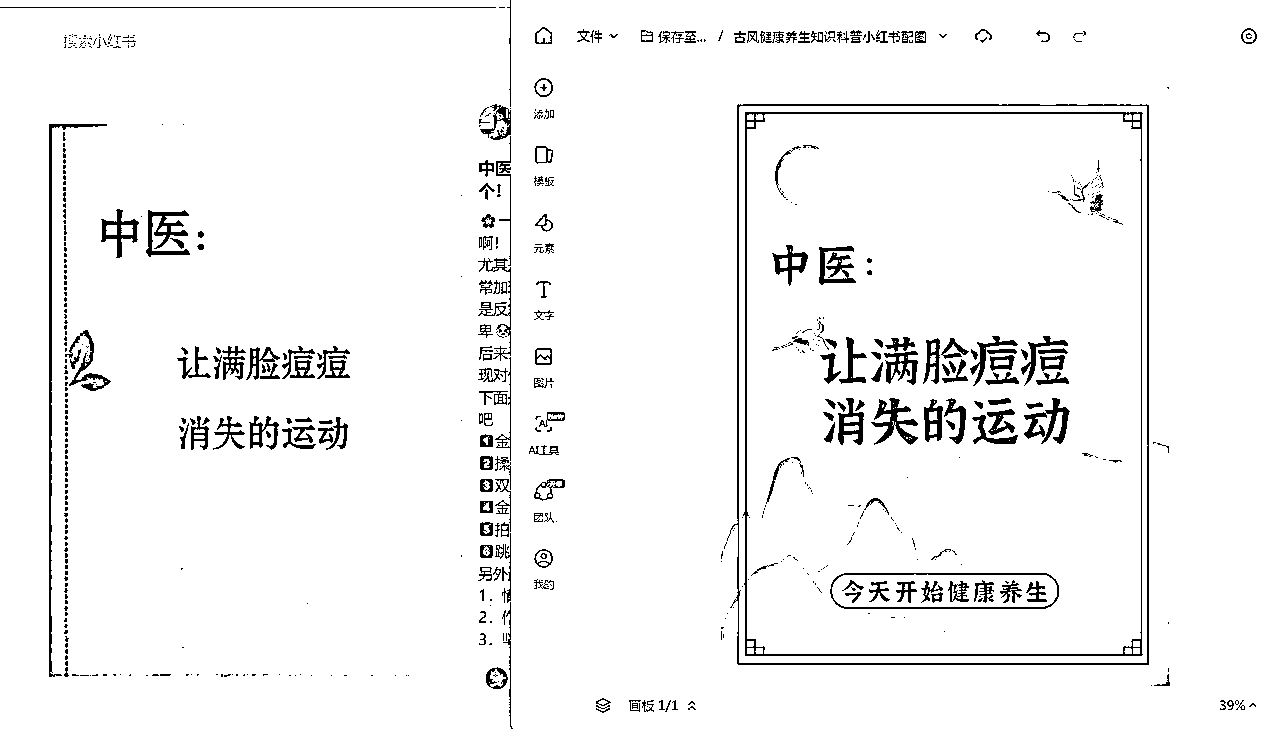 搜索小红书
中医：
让满脸痘痘
消失的运动
中医
个！
一
啊！
尤其
常加
是反
卑
后来
现对
下面
吧
1金
2揉
3双
4金
5拍
6跳
另外
1.
2.
3.
文件
保存至... / 古风健康养生知识科普小红书配图
添加
模板
元素
文字
图片
AI工具
团队
我的
中医：
让满脸痘痘
消失的运动
今天开始健康养生
画板 1/1
39%